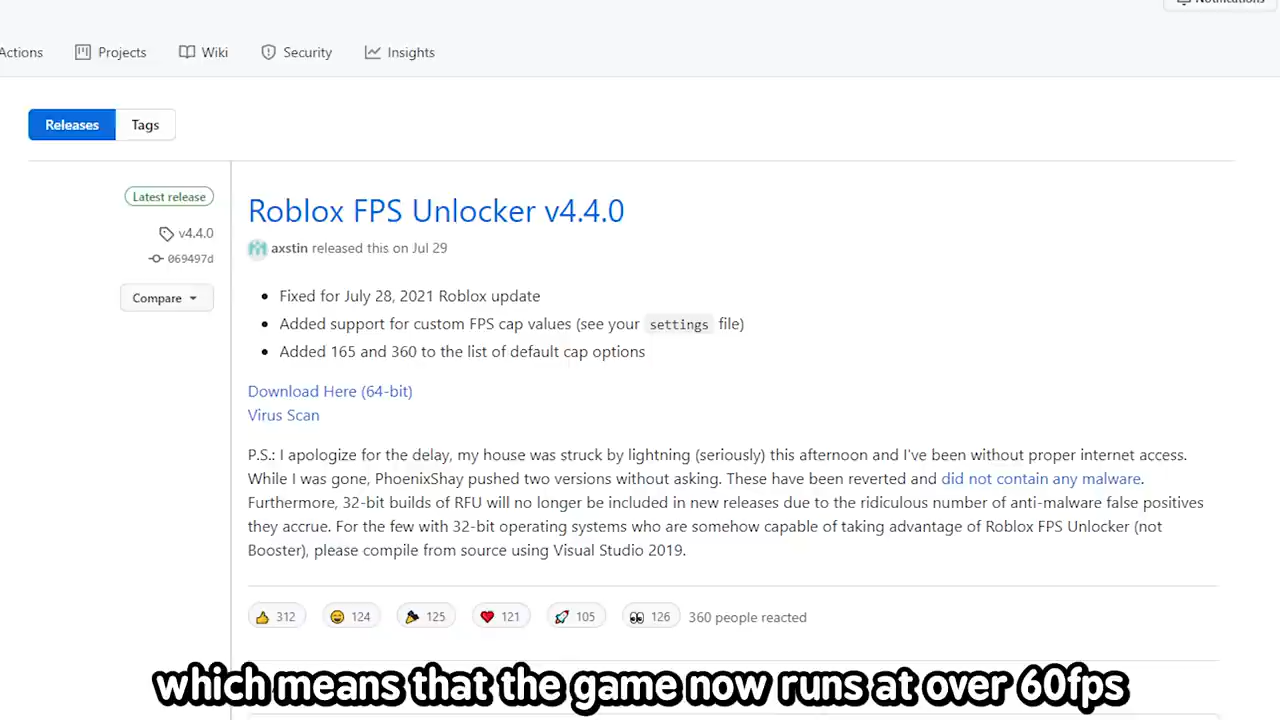 Notifications
Actions Projects Wiki Security Insights
Releases Tags
Latest release
v4.4.0
069497d
Compare
Roblox FPS Unlocker v4.4.0
axstin released this on Jul 29
Fixed for July 28, 2021 Roblox update
Added support for custom FPS cap values (see your settings file)
Added 165 and 360 to the list of default cap options
Download Here (64-bit)
Virus Scan
P.S.: I apologize for the delay, my house was struck by lightning (seriously) this afternoon and I've been without proper internet access.
While I was gone, PhoenixShay pushed two versions without asking. These have been reverted and did not contain any malware.
Furthermore, 32-bit builds of RFU will no longer be included in new releases due to the ridiculous number of anti-malware false positives
they accrue. For the few with 32-bit operating systems who are somehow capable of taking advantage of Roblox FPS Unlocker (not
Booster), please compile from source using Visual Studio 2019.
312 124 125 121 105 126 360 people reacted
which means that the game now runs at over 60fps